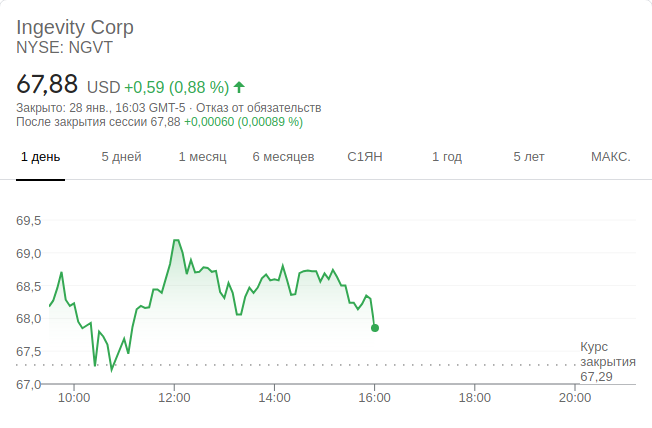 Ingevity Corp
NYSE: NGVT
67,88 USD +0,59 (0,88 %)
Закрыто: 28 янв., 16:03 GMT-5 · Отказ от обязательств
После закрытия сессии 67,88 +0,00060 (0,00089 %)
1 день 5 дней 1 месяц 6 месяцев С1ЯН 1 год 5 лет МАКС.
69,5
69,0
68,5
68,0
67,5
Курс
закрытия
67,29
67,0
10:00 12:00 14:00 16:00 18:00 20:00